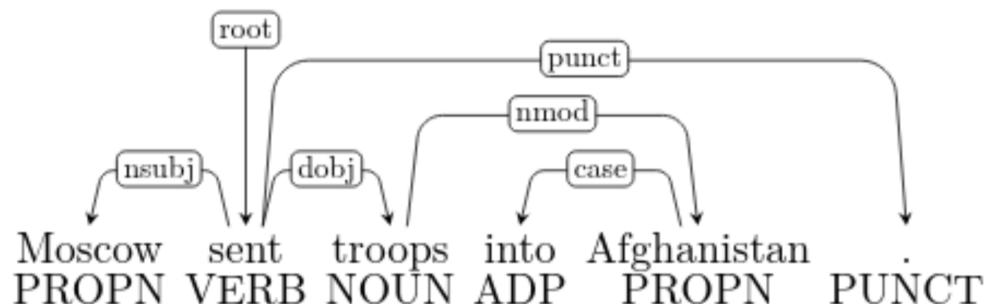 root
punct
nmod
nsubj dobj case
Moscow sent troops into Afghanistan .
PROPN VERB NOUN ADP PROPN PUNCT